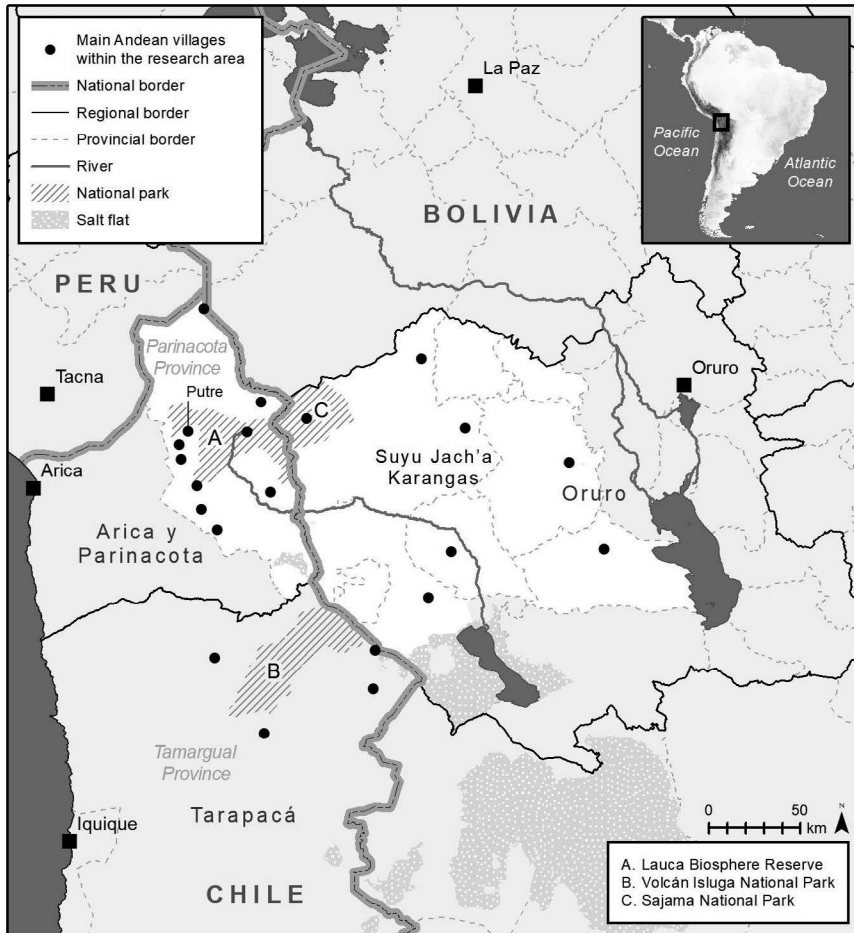 Main Andean villages
within the research area
National border
Regional border
Provincial border
River
National park
Salt flat
La Paz
Pacific
Ocean
Atlantic
Ocean
BOLIVIA
PERU
Parinacota
Province
Tacna
Putre
Oruro
C
A
Suyu Jach'a
Karangas
Arica
Oruro
Arica y
Parinacota
B
Tamargual
Province
Tarapacá
Iquique
CHILE
N
0 50
km
A. Lauca Biosphere Reserve
B. Volcán Isluga National Park
C. Sajama National Park